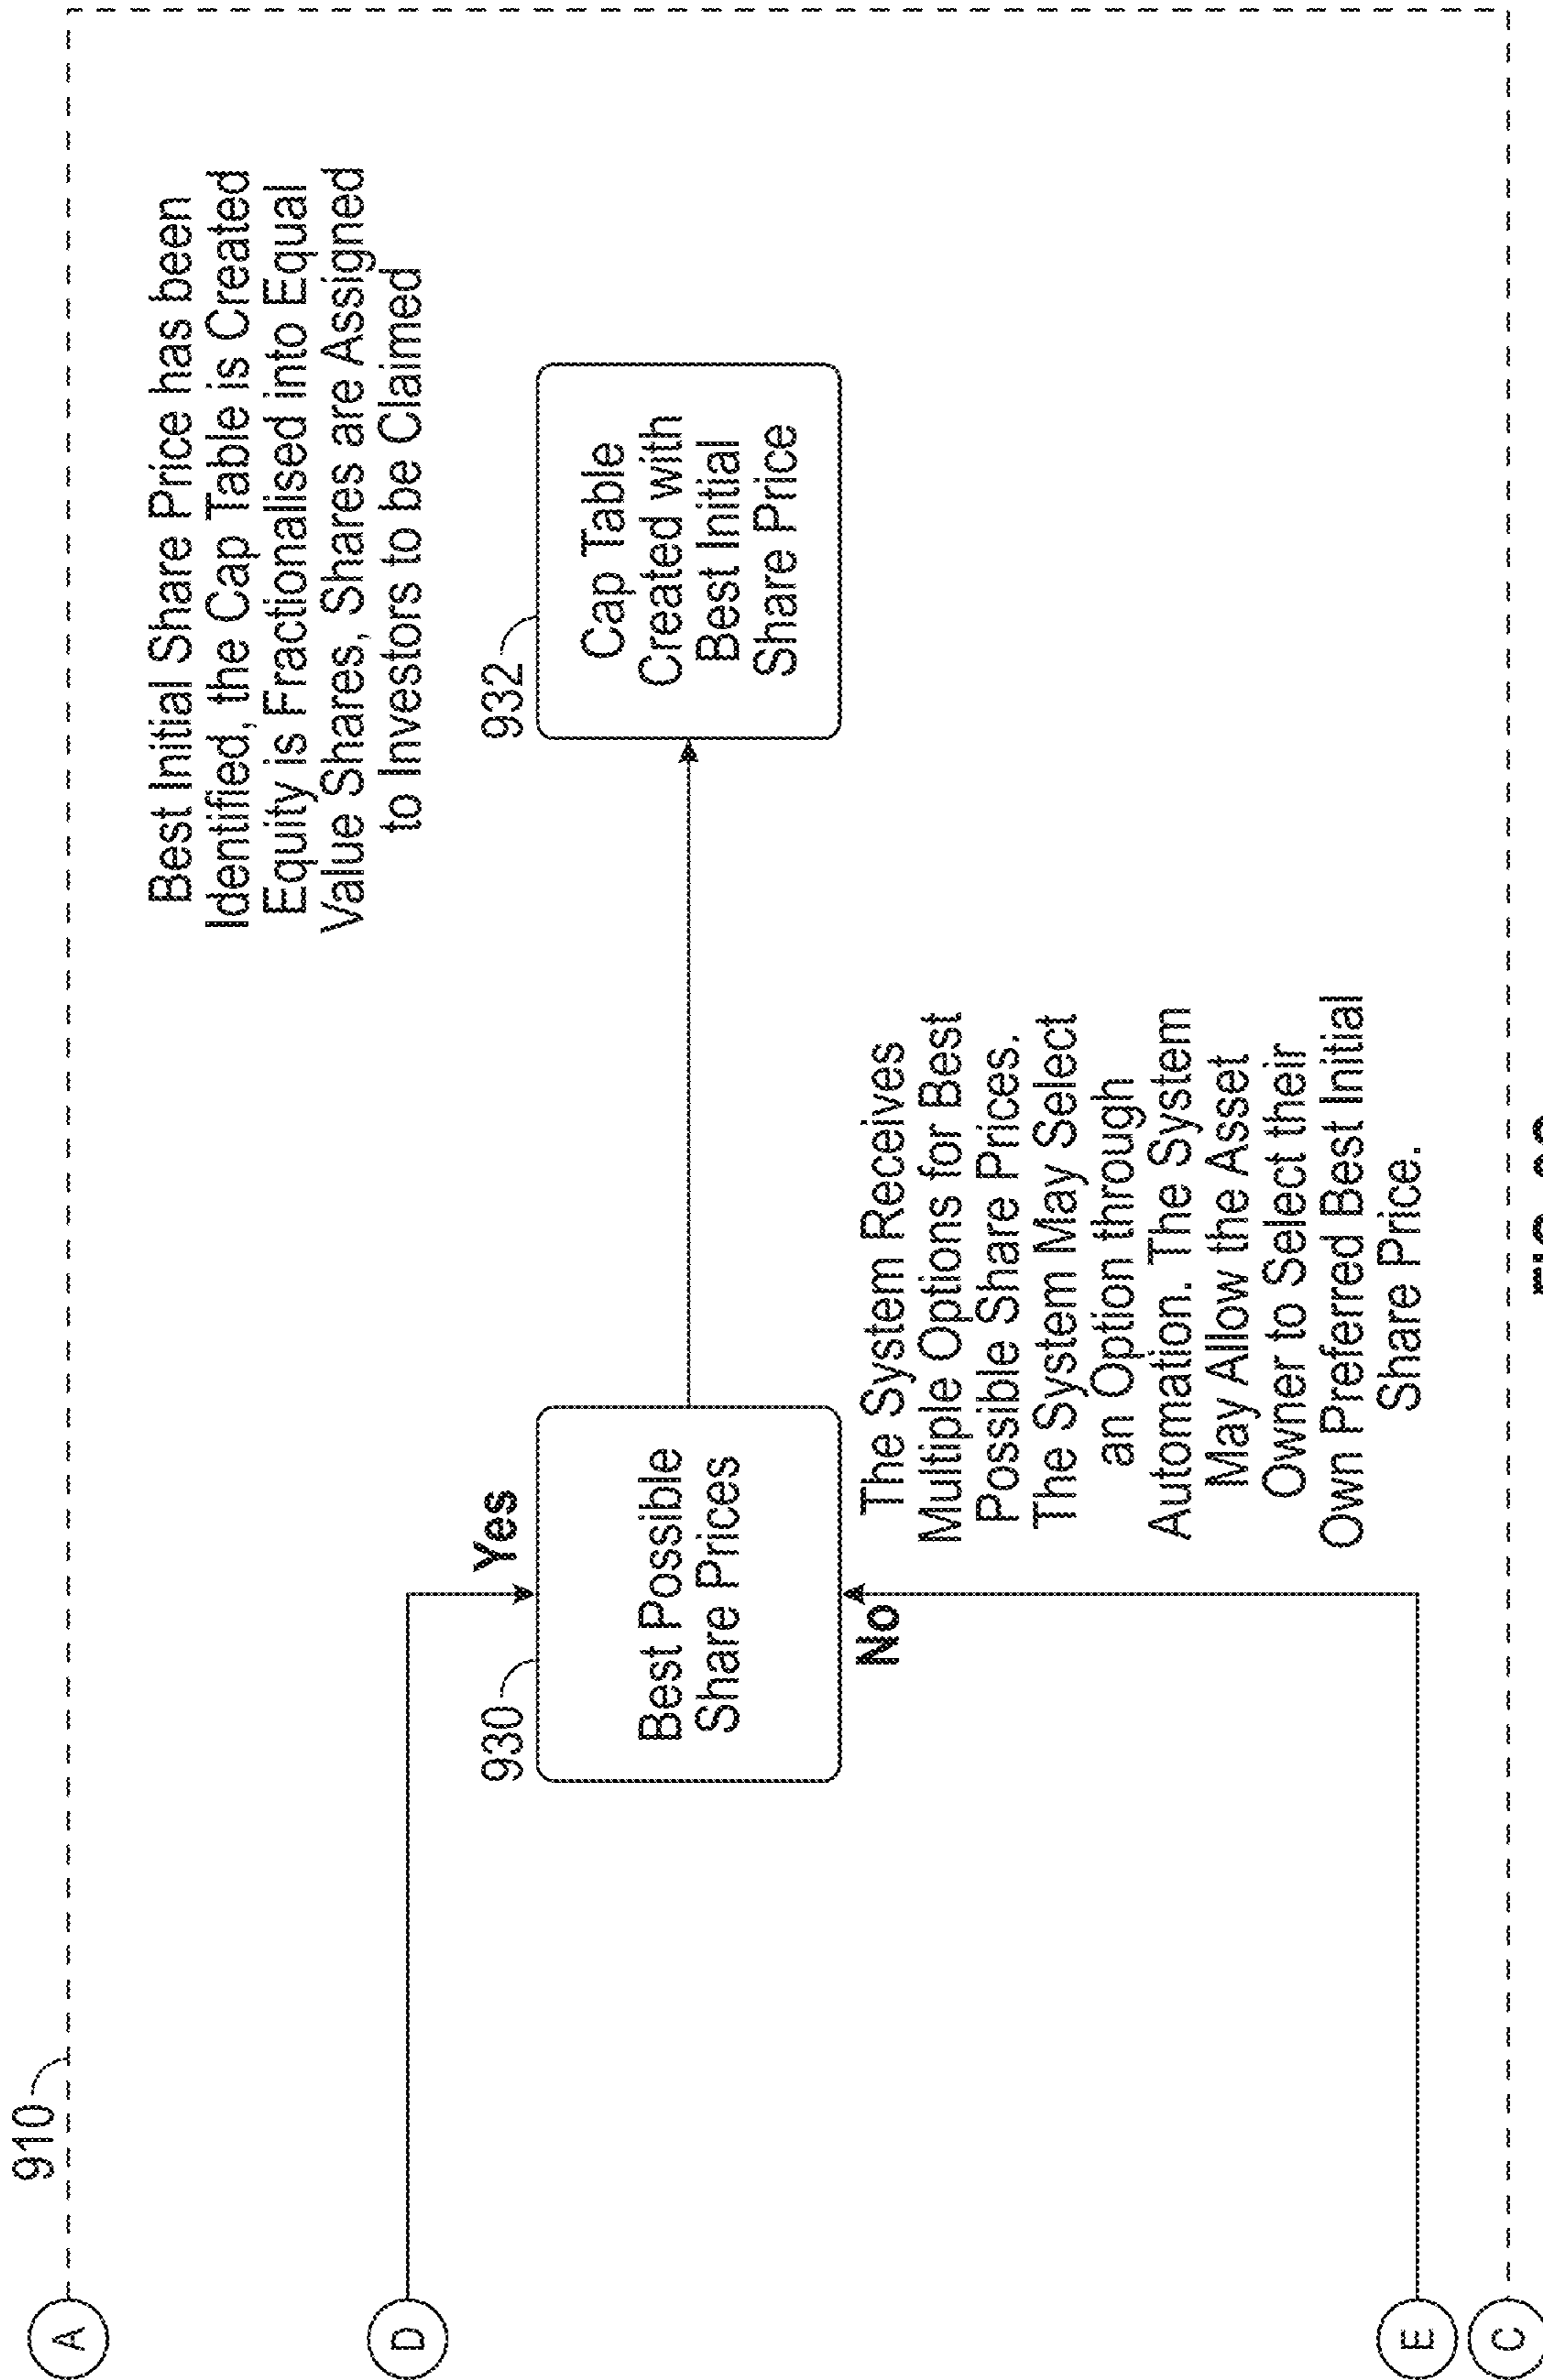 910
A
D
E
C
Yes
930
Best Possible
Share Prices
No
The System Receives
Multiple Options for Best
Possible Share Prices.
The System May Select
an Option through
Automation. The System
May Allow the Asset
Owner to Select their
Own Preferred Best Initial
Share Price.
Best Initial Share Price has been
Identified, the Cap Table is Created
Equity is Fractionalised into Equal
Value Shares, Shares are Assigned
to Investors to be Claimed
932
Cap Table
Created with
Best Initial
Share Price